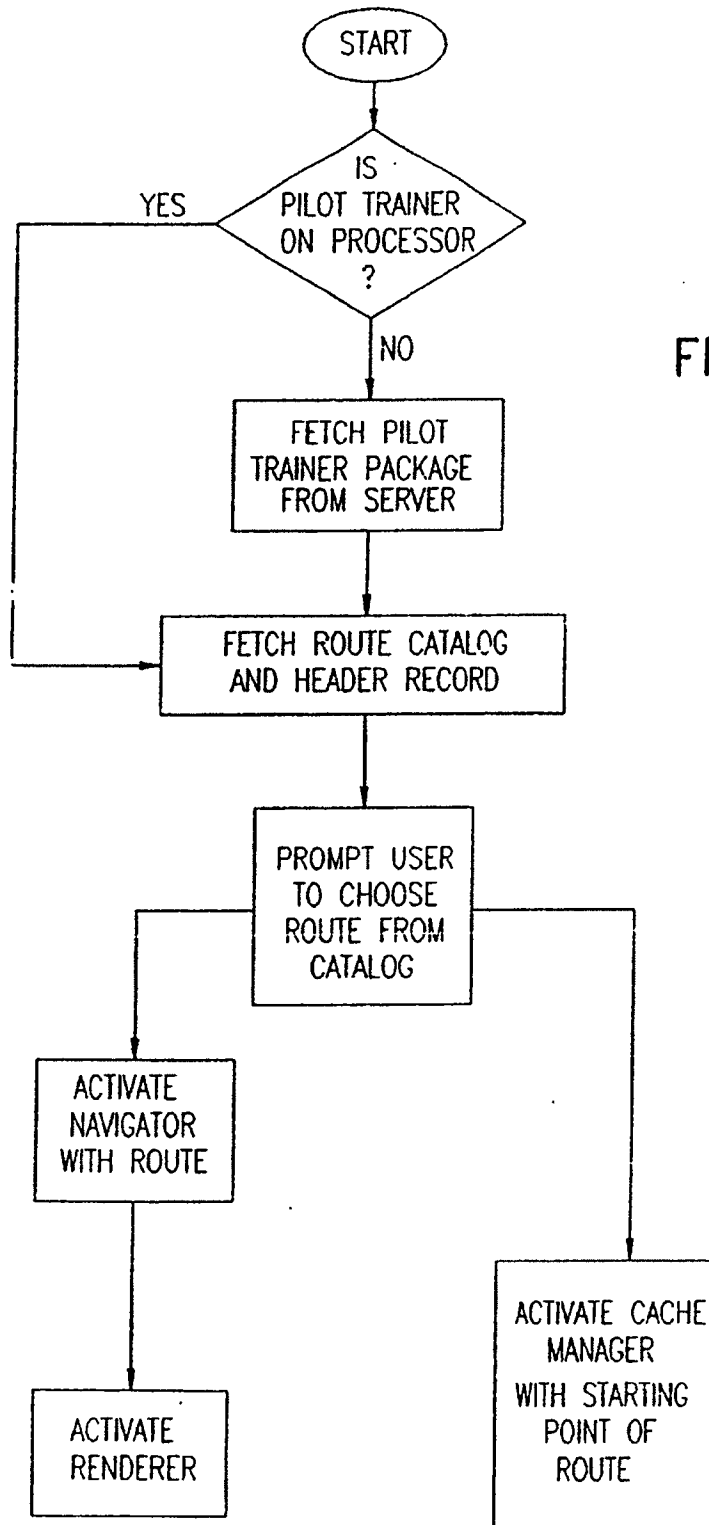 START
IS
PILOT TRAINER
ON PROCESSOR
?
YES
NO
FETCH PILOT
TRAINER PACKAGE
FROM SERVER
FETCH ROUTE CATALOG
AND HEADER RECORD
PROMPT USER
TO CHOOSE
ROUTE FROM
CATALOG
ACTIVATE
NAVIGATOR
WITH ROUTE
ACTIVATE
RENDERER
ACTIVATE CACHE
MANAGER
WITH STARTING
POINT OF
ROUTE